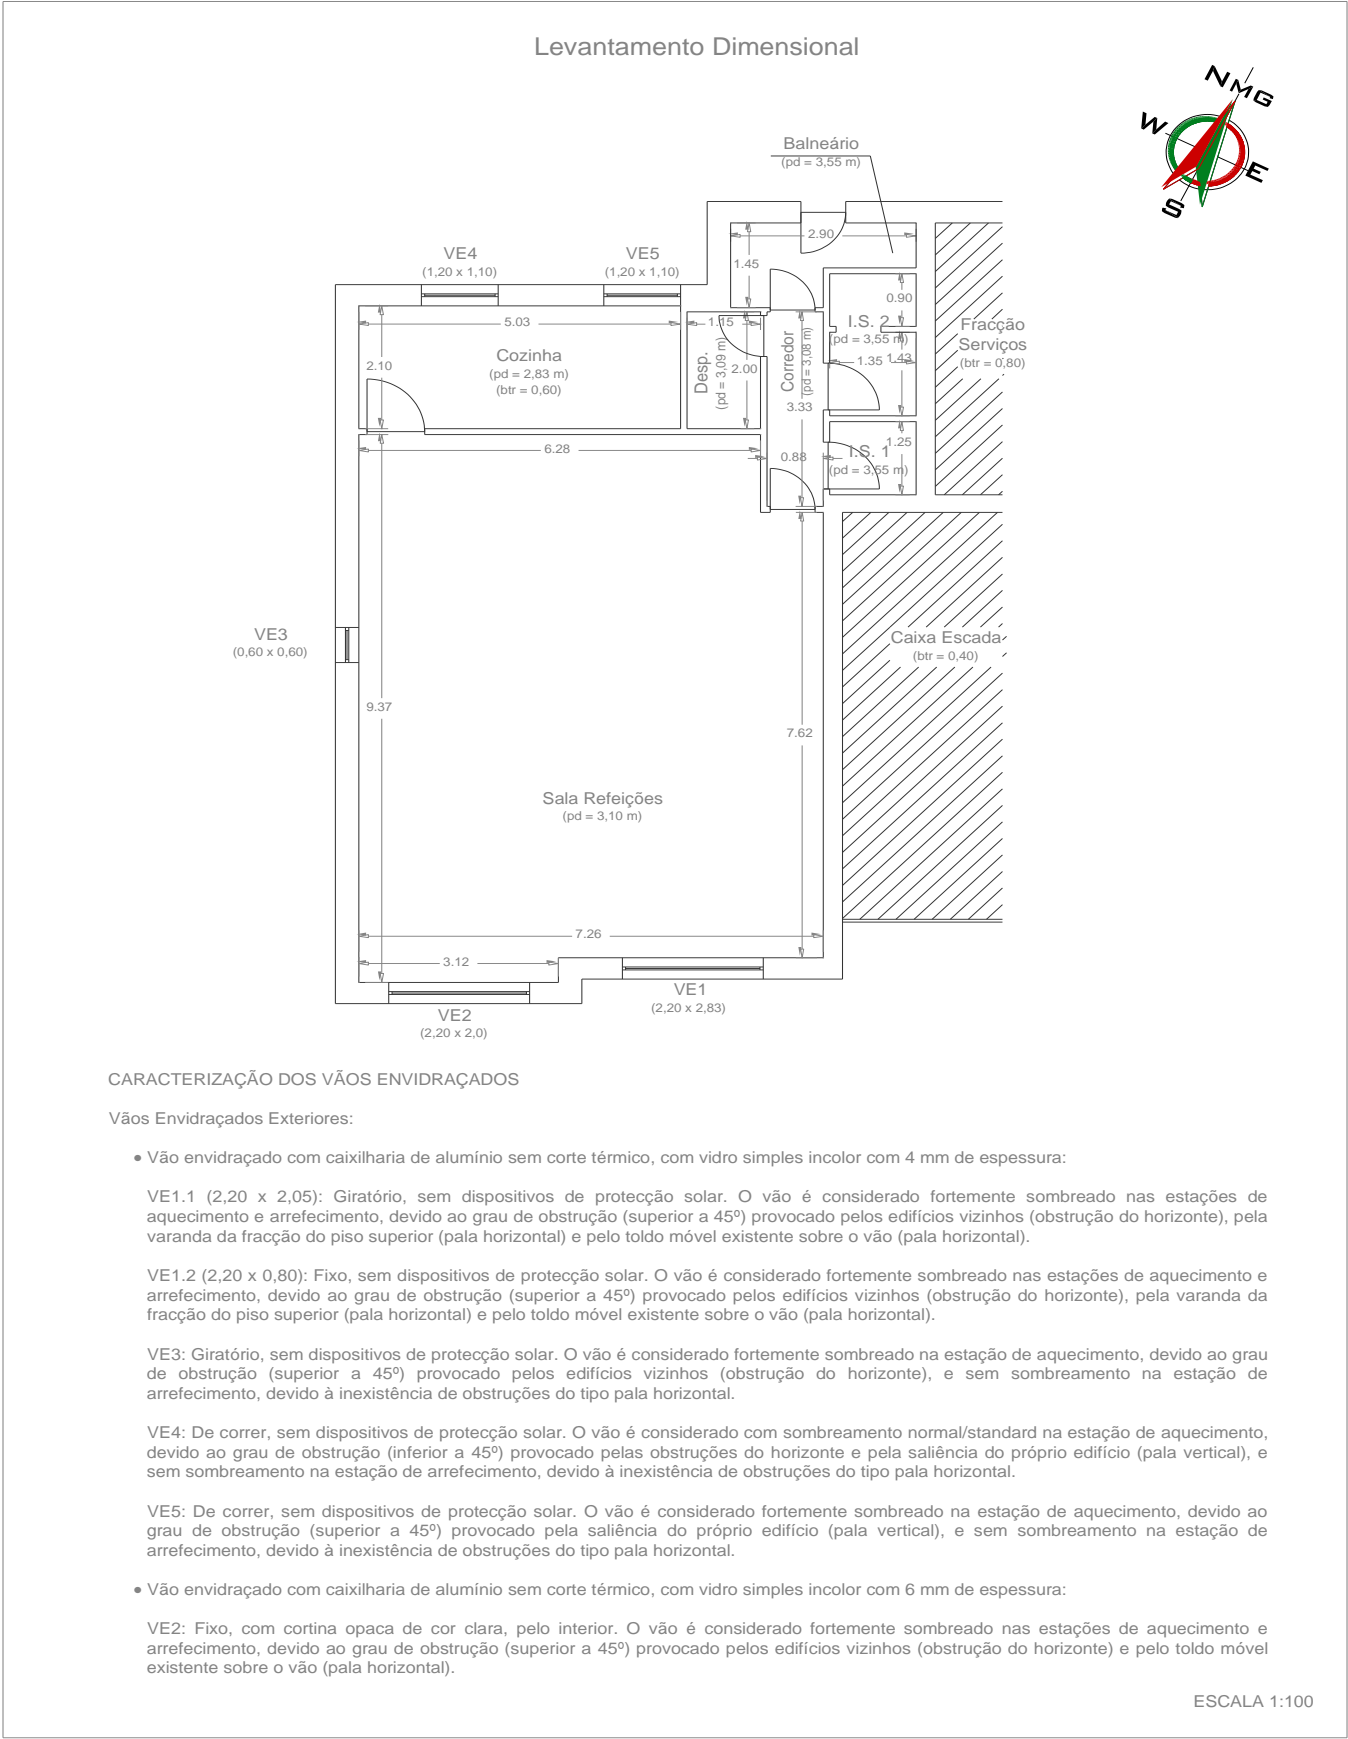 Levantamento Dimensional
NMG
W
E
S
Balneário
(pd = 3,55 m)
2.90
1.45
VE4
(1,20 x 1,10)
VE5
(1,20 x 1,10)
0.90
I.S. 2
(pd = 3,55 m)
1.35
1.43
Fracção
Serviços
(btr = 0,80)
5.03
1.15
Cozinha
(pd = 2,83 m)
(btr = 0,60)
2.10
Desp.
(pd = 3,09 m)
2.00
Corredor
(pd = 3,08 m)
3.33
6.28
0.88
1.25
I.S. 1
(pd = 3,55 m)
VE3
(0,60 x 0,60)
Caixa Escada
(btr = 0,40)
9.37
7.62
Sala Refeições
(pd = 3,10 m)
7.26
3.12
VE1
(2,20 x 2,83)
VE2
(2,20 x 2,0)
CARACTERIZAÇÃO DOS VÃOS ENVIDRAÇADOS
Vãos Envidraçados Exteriores:
● Vão envidraçado com caixilharia de alumínio sem corte térmico, com vidro simples incolor com 4 mm de espessura:
VE1.1 (2,20 x 2,05): Giratório, sem dispositivos de protecção solar. O vão é considerado fortemente sombreado nas estações de
aquecimento e arrefecimento, devido ao grau de obstrução (superior a 45º) provocado pelos edifícios vizinhos (obstrução do horizonte), pela
varanda da fracção do piso superior (pala horizontal) e pelo toldo móvel existente sobre o vão (pala horizontal).
VE1.2 (2,20 x 0,80): Fixo, sem dispositivos de protecção solar. O vão é considerado fortemente sombreado nas estações de aquecimento e
arrefecimento, devido ao grau de obstrução (superior a 45º) provocado pelos edifícios vizinhos (obstrução do horizonte), pela varanda da
fracção do piso superior (pala horizontal) e pelo toldo móvel existente sobre o vão (pala horizontal).
VE3: Giratório, sem dispositivos de protecção solar. O vão é considerado fortemente sombreado na estação de aquecimento, devido ao grau
de obstrução (superior a 45º) provocado pelos edifícios vizinhos (obstrução do horizonte), e sem sombreamento na estação de
arrefecimento, devido à inexistência de obstruções do tipo pala horizontal.
VE4: De correr, sem dispositivos de protecção solar. O vão é considerado com sombreamento normal/standard na estação de aquecimento,
devido ao grau de obstrução (inferior a 45º) provocado pelas obstruções do horizonte e pela saliência do próprio edifício (pala vertical), e
sem sombreamento na estação de arrefecimento, devido à inexistência de obstruções do tipo pala horizontal.
VE5: De correr, sem dispositivos de protecção solar. O vão é considerado fortemente sombreado na estação de aquecimento, devido ao
grau de obstrução (superior a 45º) provocado pela saliência do próprio edifício (pala vertical), e sem sombreamento na estação de
arrefecimento, devido à inexistência de obstruções do tipo pala horizontal.
● Vão envidraçado com caixilharia de alumínio sem corte térmico, com vidro simples incolor com 6 mm de espessura:
VE2: Fixo, com cortina opaca de cor clara, pelo interior. O vão é considerado fortemente sombreado nas estações de aquecimento e
arrefecimento, devido ao grau de obstrução (superior a 45º) provocado pelos edifícios vizinhos (obstrução do horizonte) e pelo toldo móvel
existente sobre o vão (pala horizontal).
ESCALA 1:100